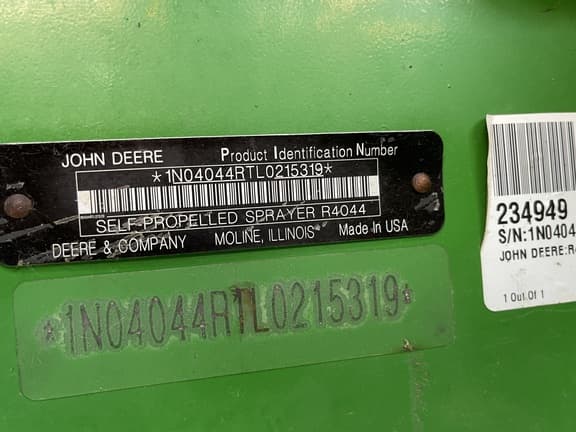 JOHN DEERE Product Identification Number
*1N04044RTL0215319*
SELF-PROPELLED SPRAYER R4044
DEERE & COMPANY MOLINE, ILLINOIS Made In USA
*1N04044RTL0215319*
234949
S/N:1N0404
JOHN DEERE:R4
1 Out Of 1